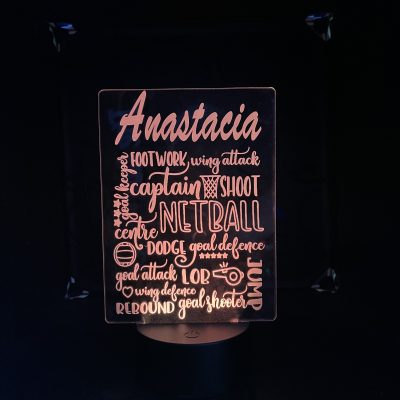 Anastacia
goal keeper
FOOTWORK wing attack
captain SHOOT
NETBALL
centre
DODGE goal defence
goal attack LOB
wing defence
JUMP
REBOUND goal shoote